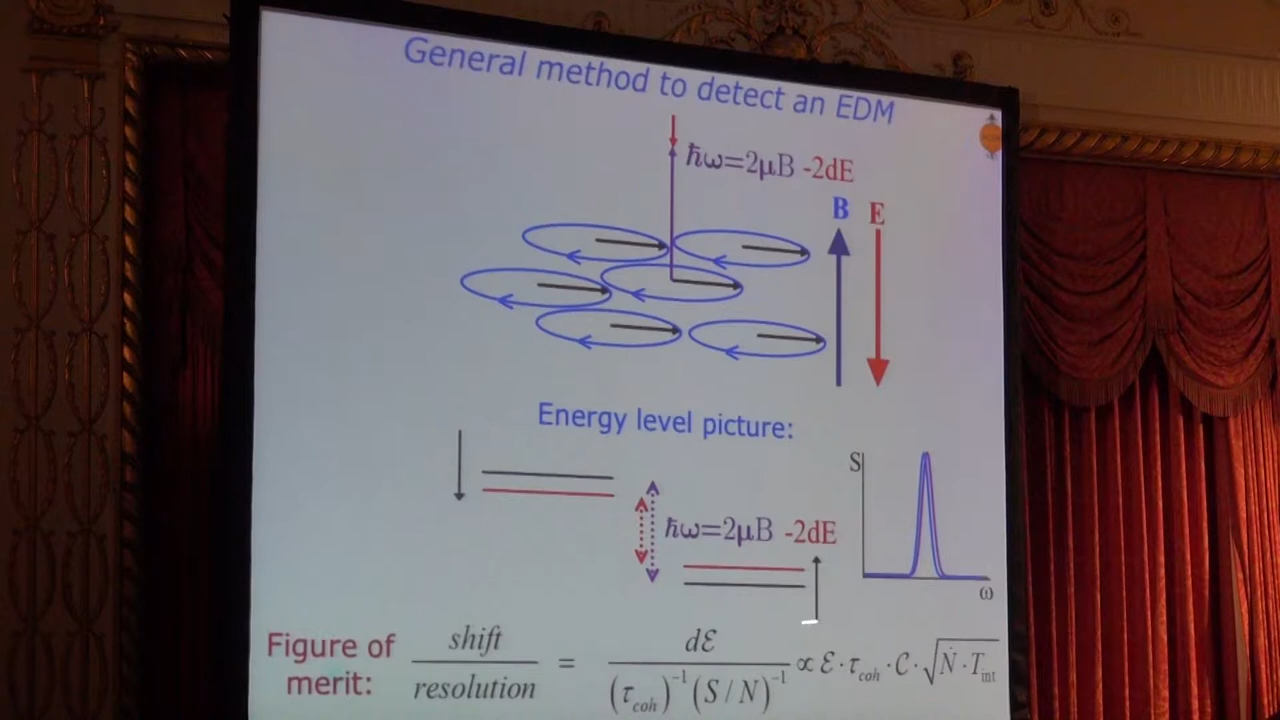 General method to detect an EDM
ħω=2μB -2dE
B E
Energy level picture:
S
ħω=2μB -2dE
ω
Figure of merit: shift / resolution = dℰ / (τcoh)⁻¹ (S / N)⁻¹ ∝ ℰ · τcoh · C · √Ṅ · Tint